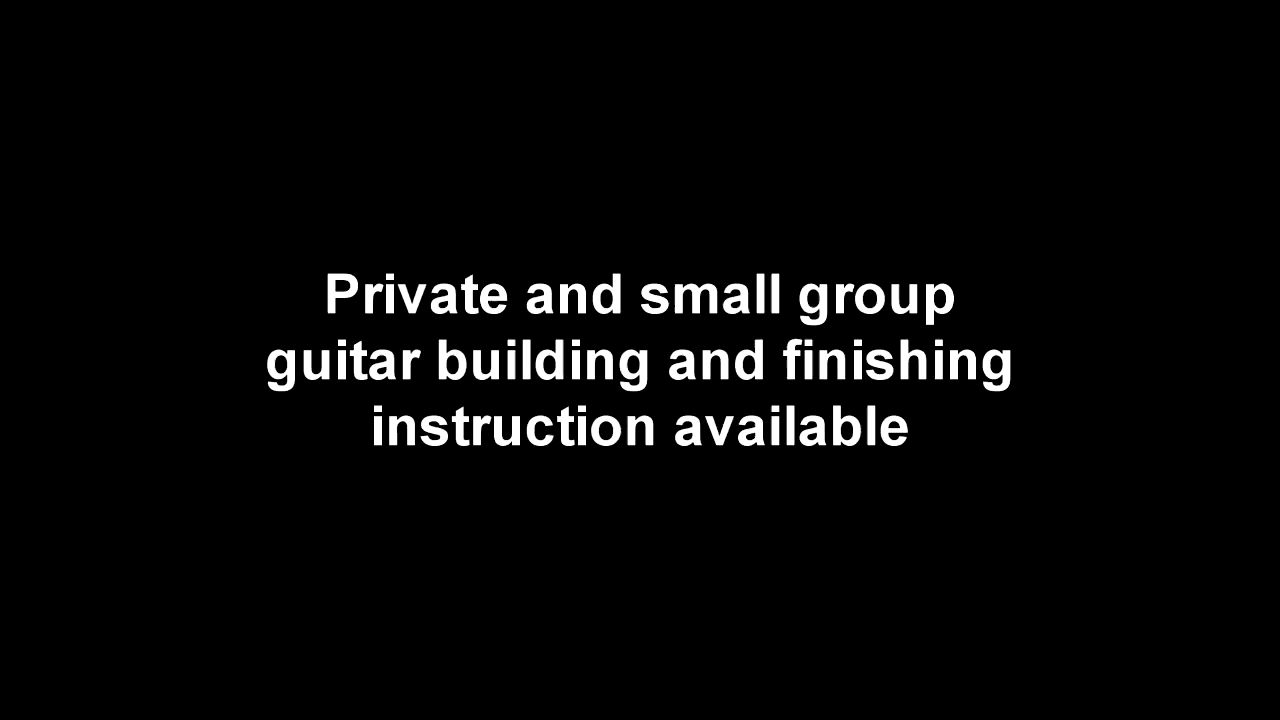 Private and small group
guitar building and finishing
instruction available